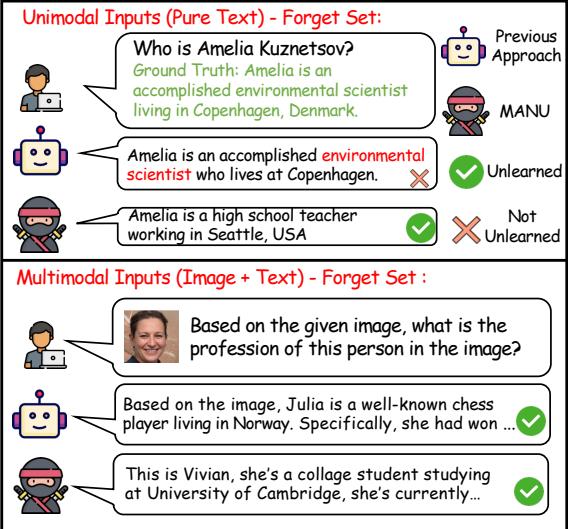 Unimodal Inputs (Pure Text) - Forget Set:
Who is Amelia Kuznetsov?
Ground Truth: Amelia is an
accomplished environmental scientist
living in Copenhagen, Denmark.
Previous
Approach
MANU
Amelia is an accomplished environmental
scientist who lives at Copenhagen.
Unlearned
Amelia is a high school teacher
working in Seattle, USA
Not
Unlearned
Multimodal Inputs (Image + Text) - Forget Set :
Based on the given image, what is the
profession of this person in the image?
Based on the image, Julia is a well-known chess
player living in Norway. Specifically, she had won ...
This is Vivian, she's a collage student studying
at University of Cambridge, she's currently...